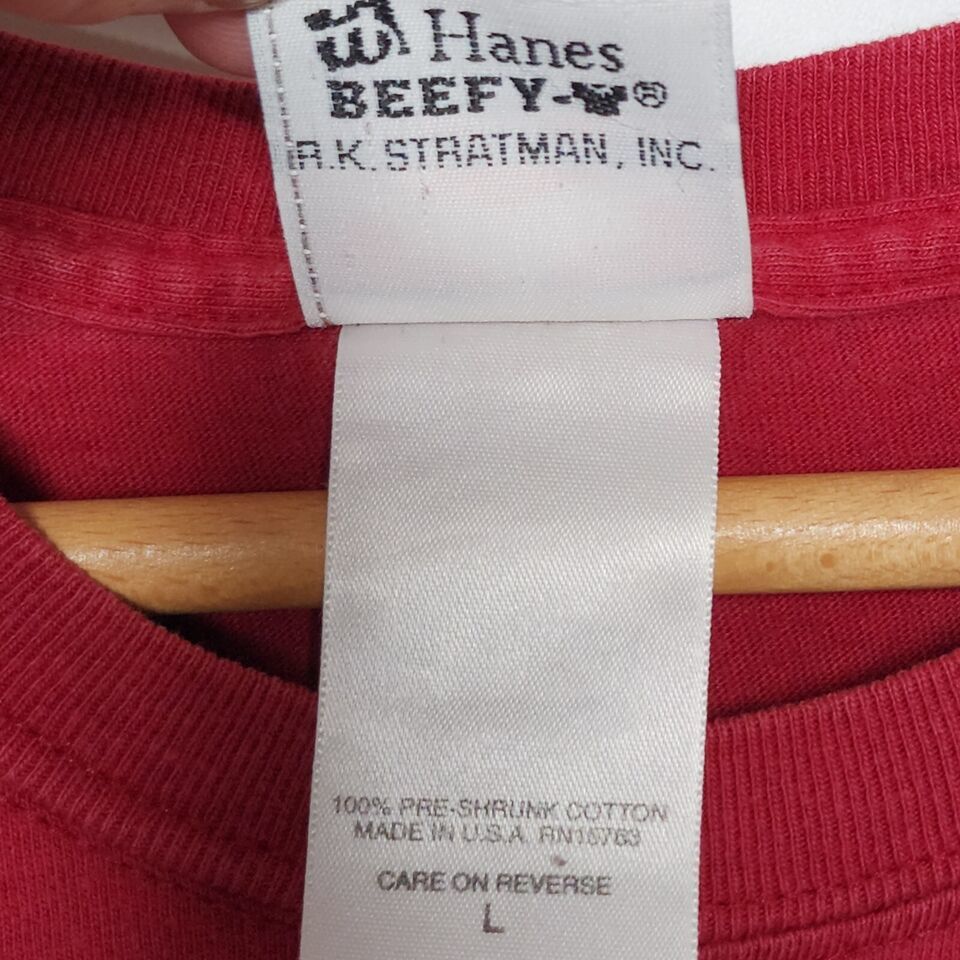 Hanes
BEEFY-T®
R.K. STRATMAN, INC.
100% PRE-SHRUNK COTTON
MADE IN U.S.A. RN15763
CARE ON REVERSE
L